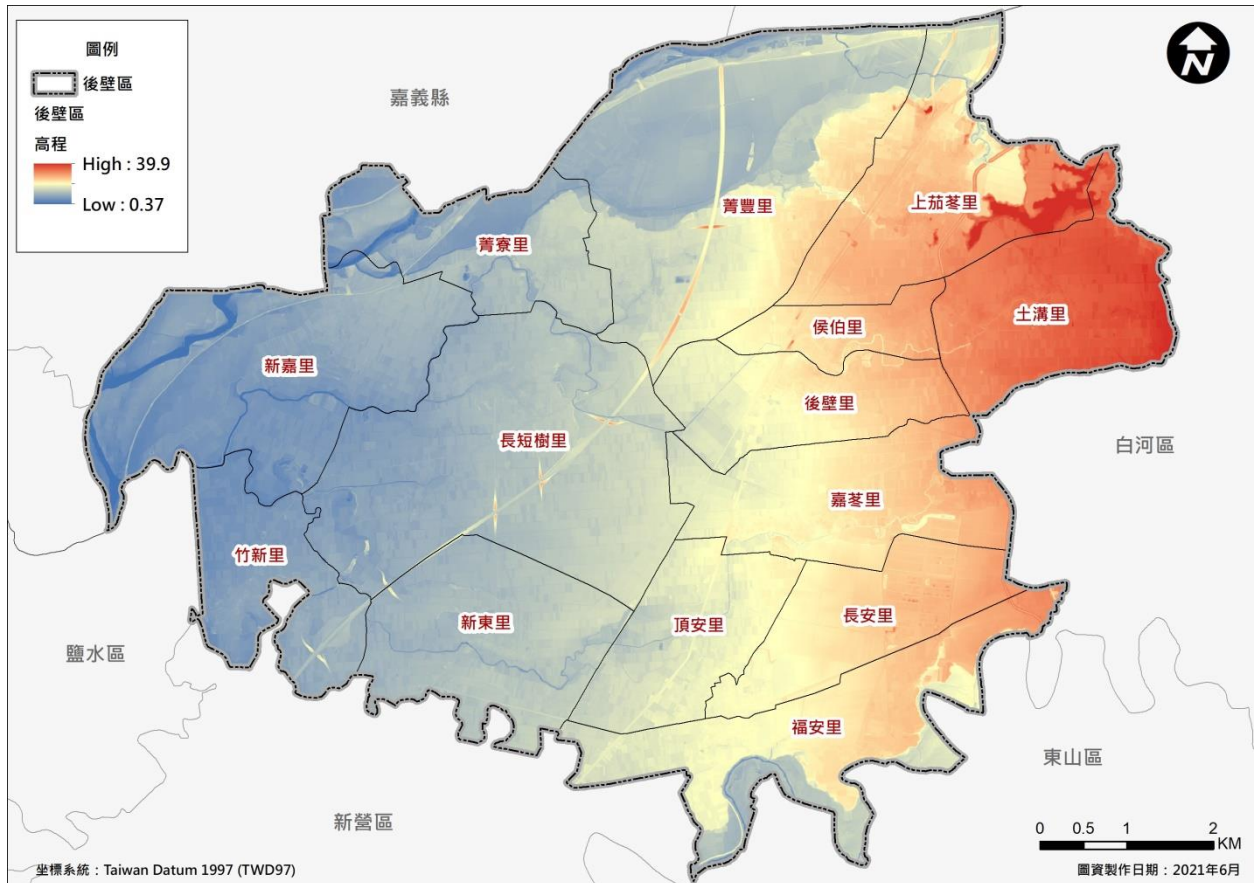 圖例
後壁區
後壁區
高程
High : 39.9
Low : 0.37
N
嘉義縣
菁豐里
上茄苳里
菁寮里
土溝里
侯伯里
新嘉里
後壁里
長短樹里
白河區
嘉苳里
竹新里
新東里
頂安里
長安里
鹽水區
福安里
東山區
新營區
0 0.5 1 2
KM
坐標系統：Taiwan Datum 1997 (TWD97)
圖資製作日期：2021年6月